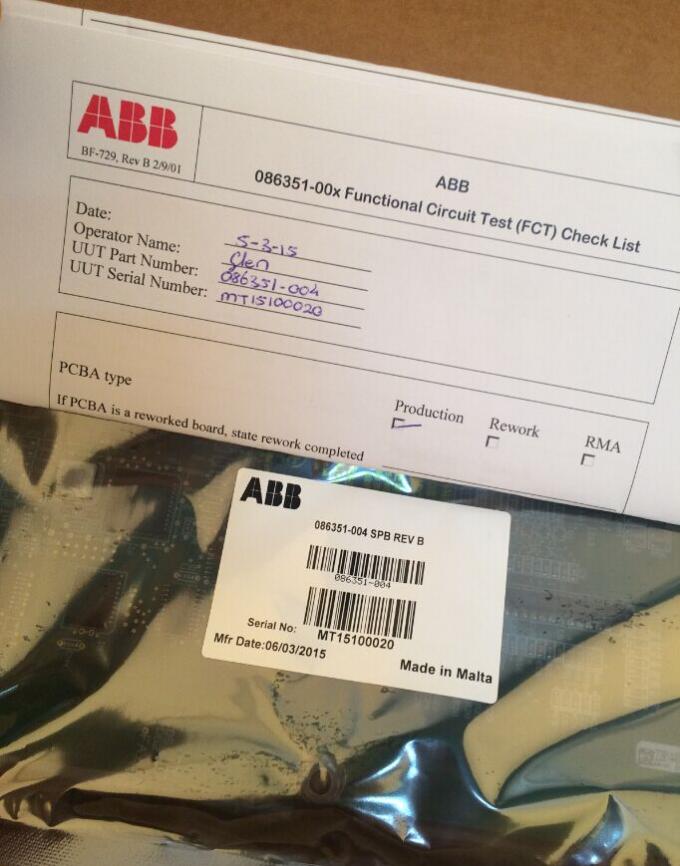 ABB
BF-729, Rev B 2/9/01
ABB
086351-00x Functional Circuit Test (FCT) Check List
Date: 5-3-15
Operator Name: Glen
UUT Part Number: 086351-004
UUT Serial Number: MT15100020
PCBA type
Production Rework RMA
If PCBA is a reworked board, state rework completed
ABB
086351-004 SPB REV B
086351-004
Serial No: MT15100020
Mfr Date:06/03/2015
Made in Malta